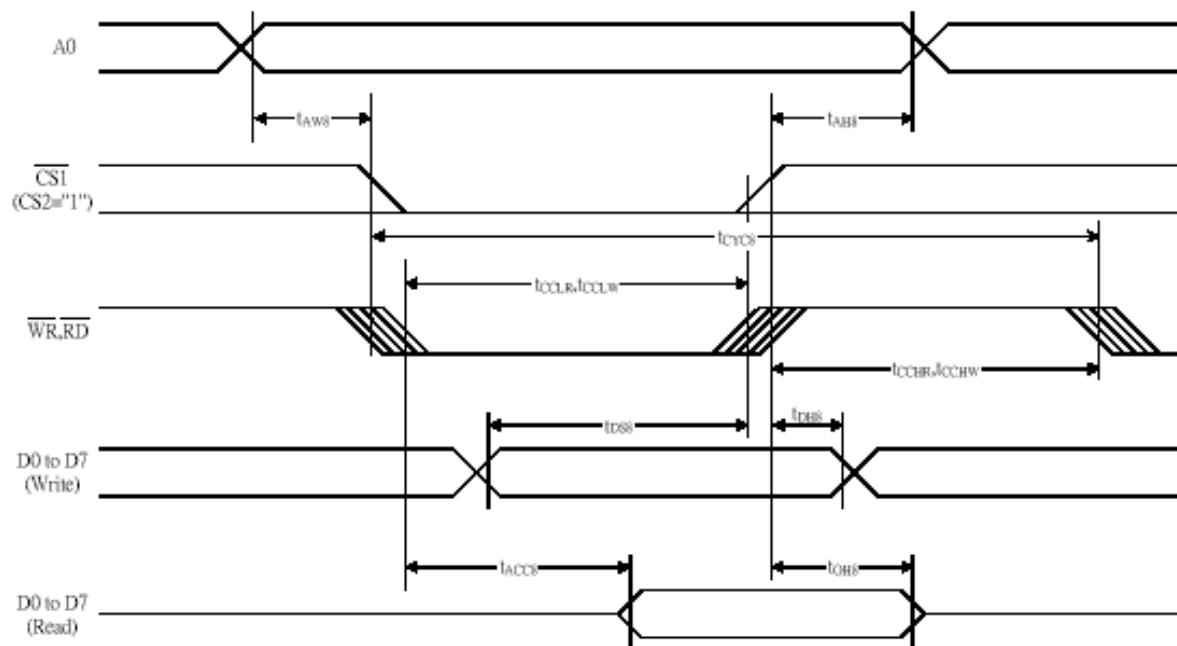 A0
tAW8
tAH8
CS1
(CS2="1")
tCYC8
tCCLR,tCCLW
WR,RD
tCCHR,tCCHW
tDS8
tDH8
D0 to D7
(Write)
tACC8
tOH8
D0 to D7
(Read)